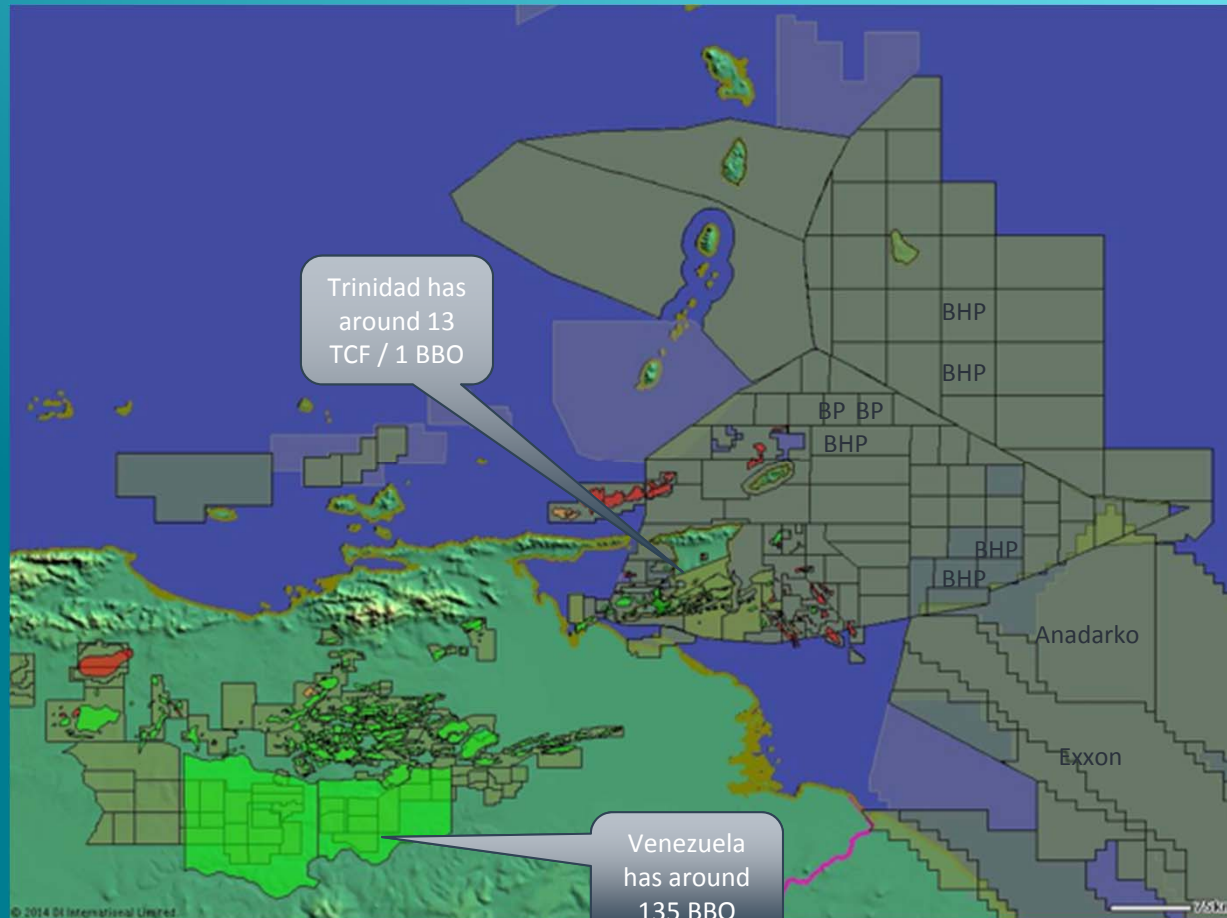 Trinidad has
around 13
TCF / 1 BBO
BHP
BHP
BP BP
BHP
BHP
BHP
Anadarko
Exxon
Venezuela
has around
135 BBO
© 2014 DI International Limited